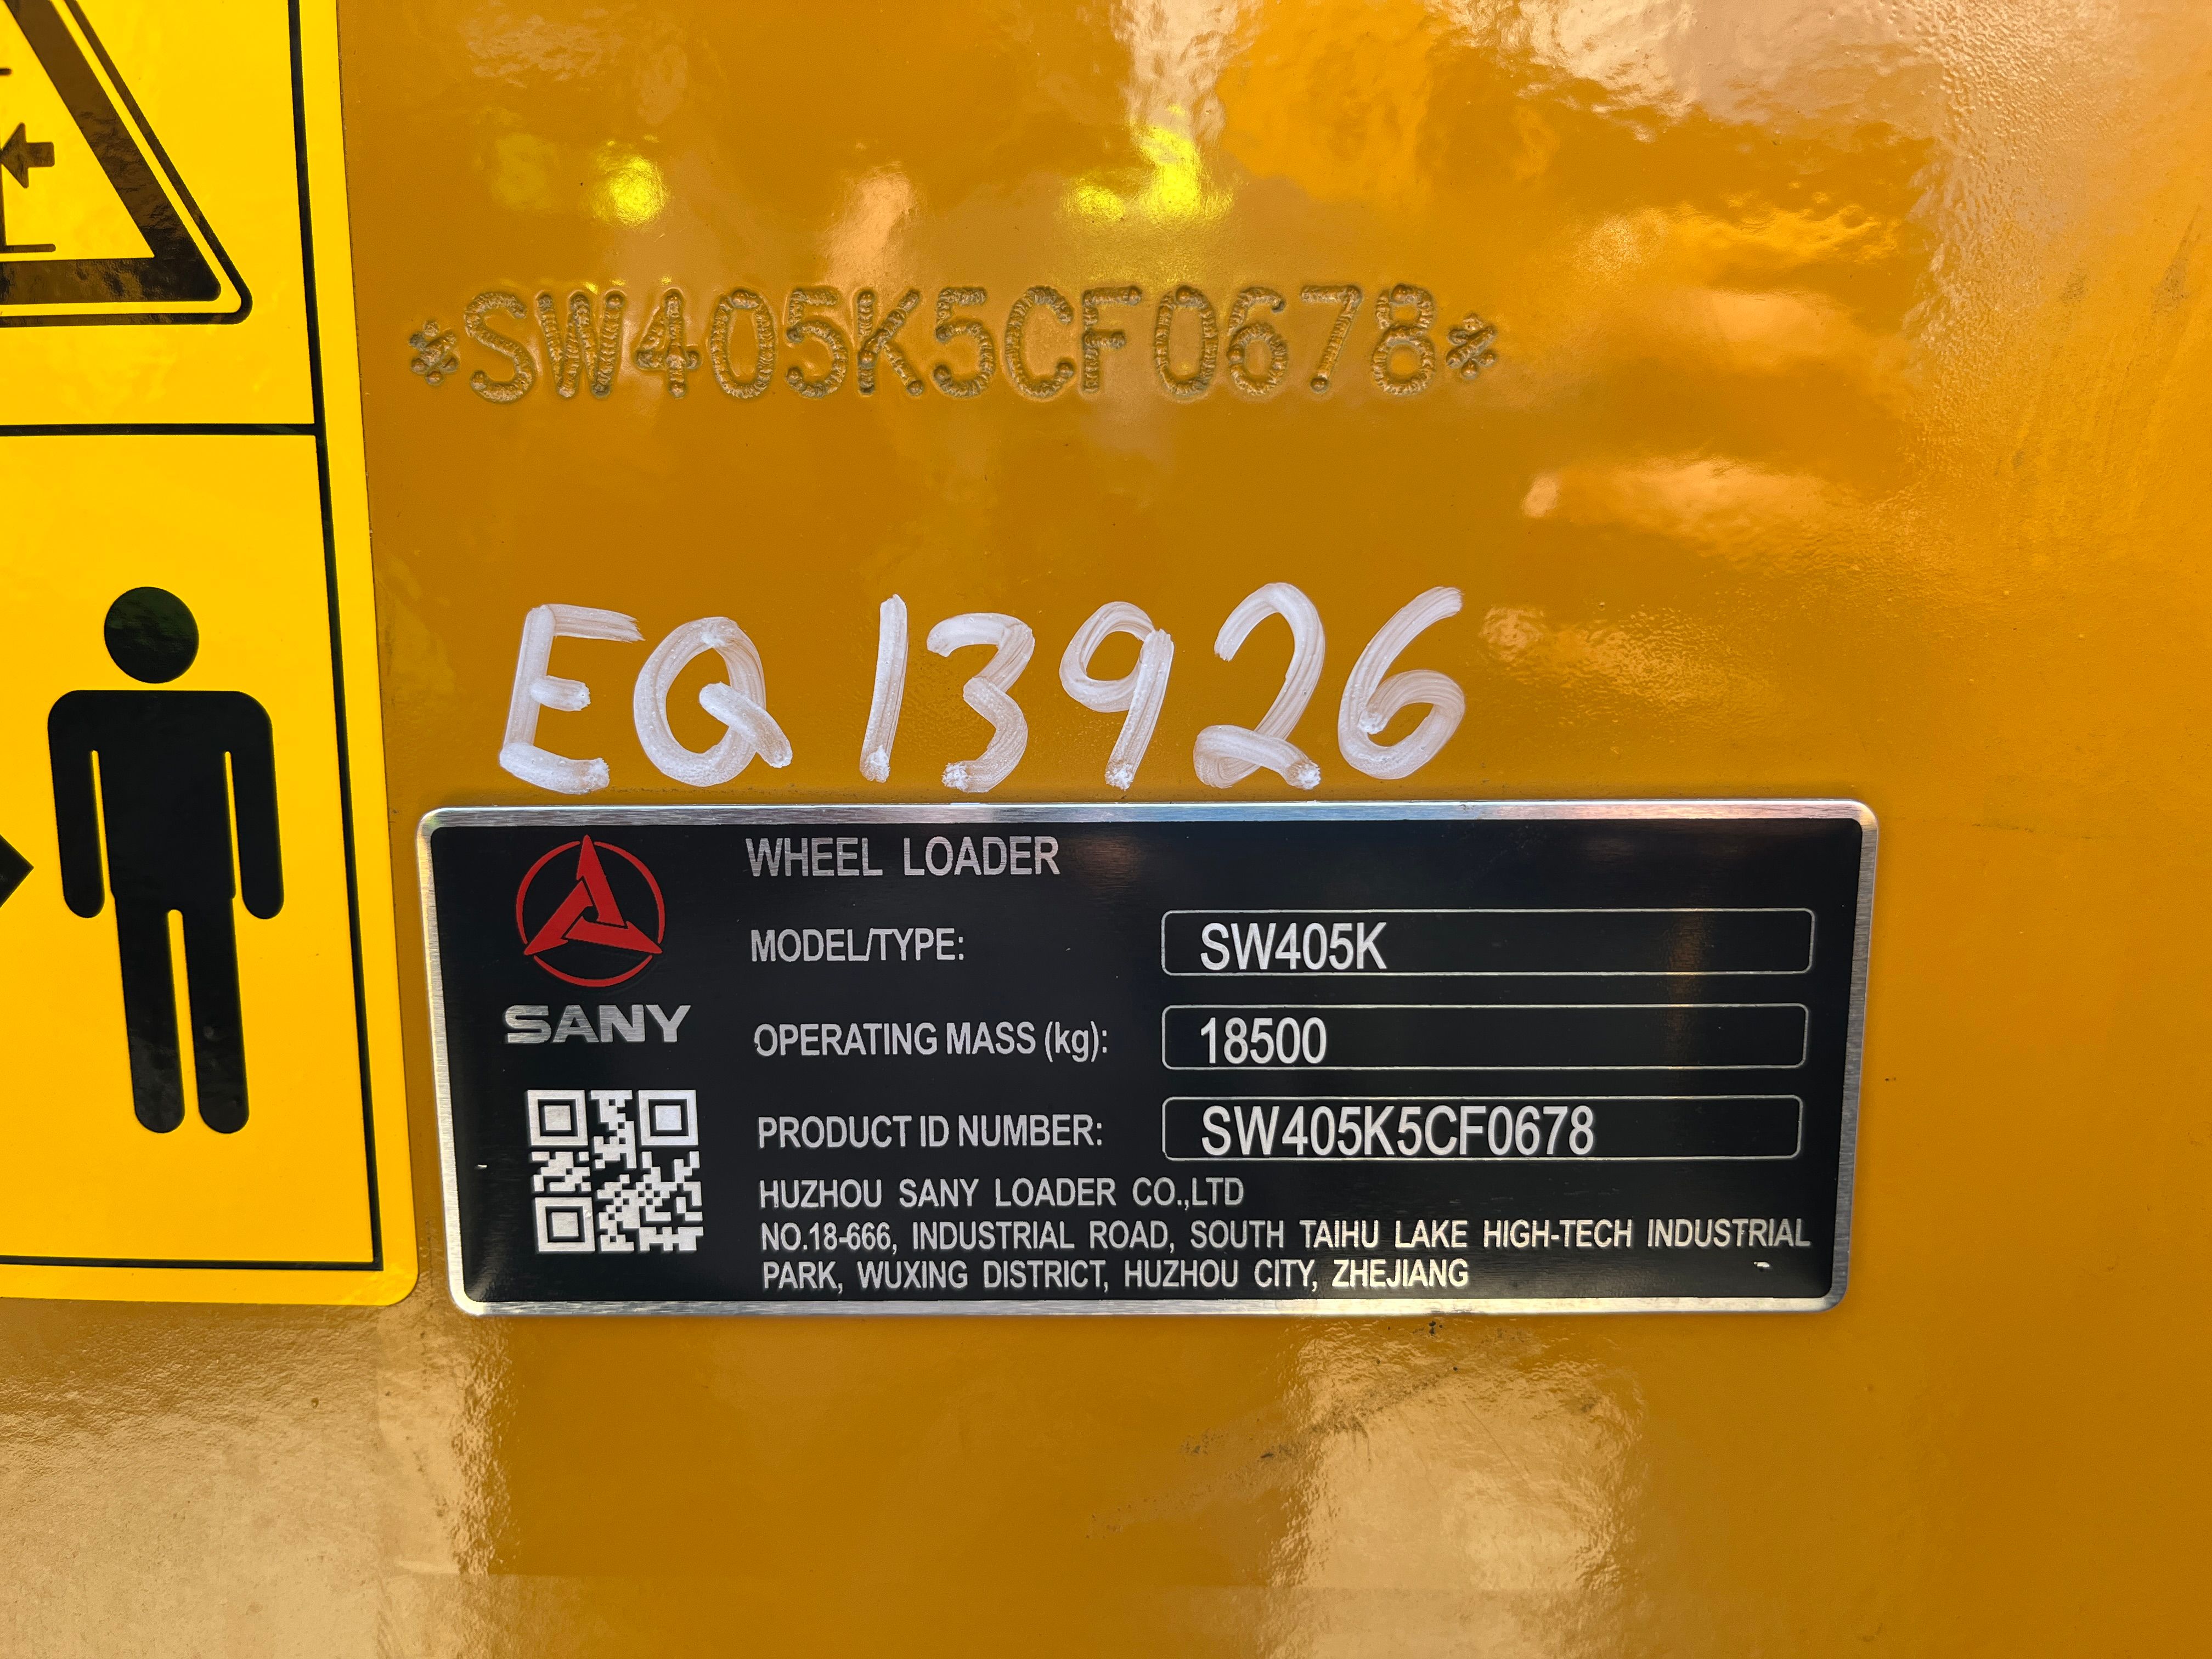 *SW405K5CF0678*
EQ 13926
WHEEL LOADER
MODEL/TYPE: SW405K
SANY
OPERATING MASS (kg): 18500
PRODUCT ID NUMBER: SW405K5CF0678
HUZHOU SANY LOADER CO.,LTD
NO.18-666, INDUSTRIAL ROAD, SOUTH TAIHU LAKE HIGH-TECH INDUSTRIAL
PARK, WUXING DISTRICT, HUZHOU CITY, ZHEJIANG